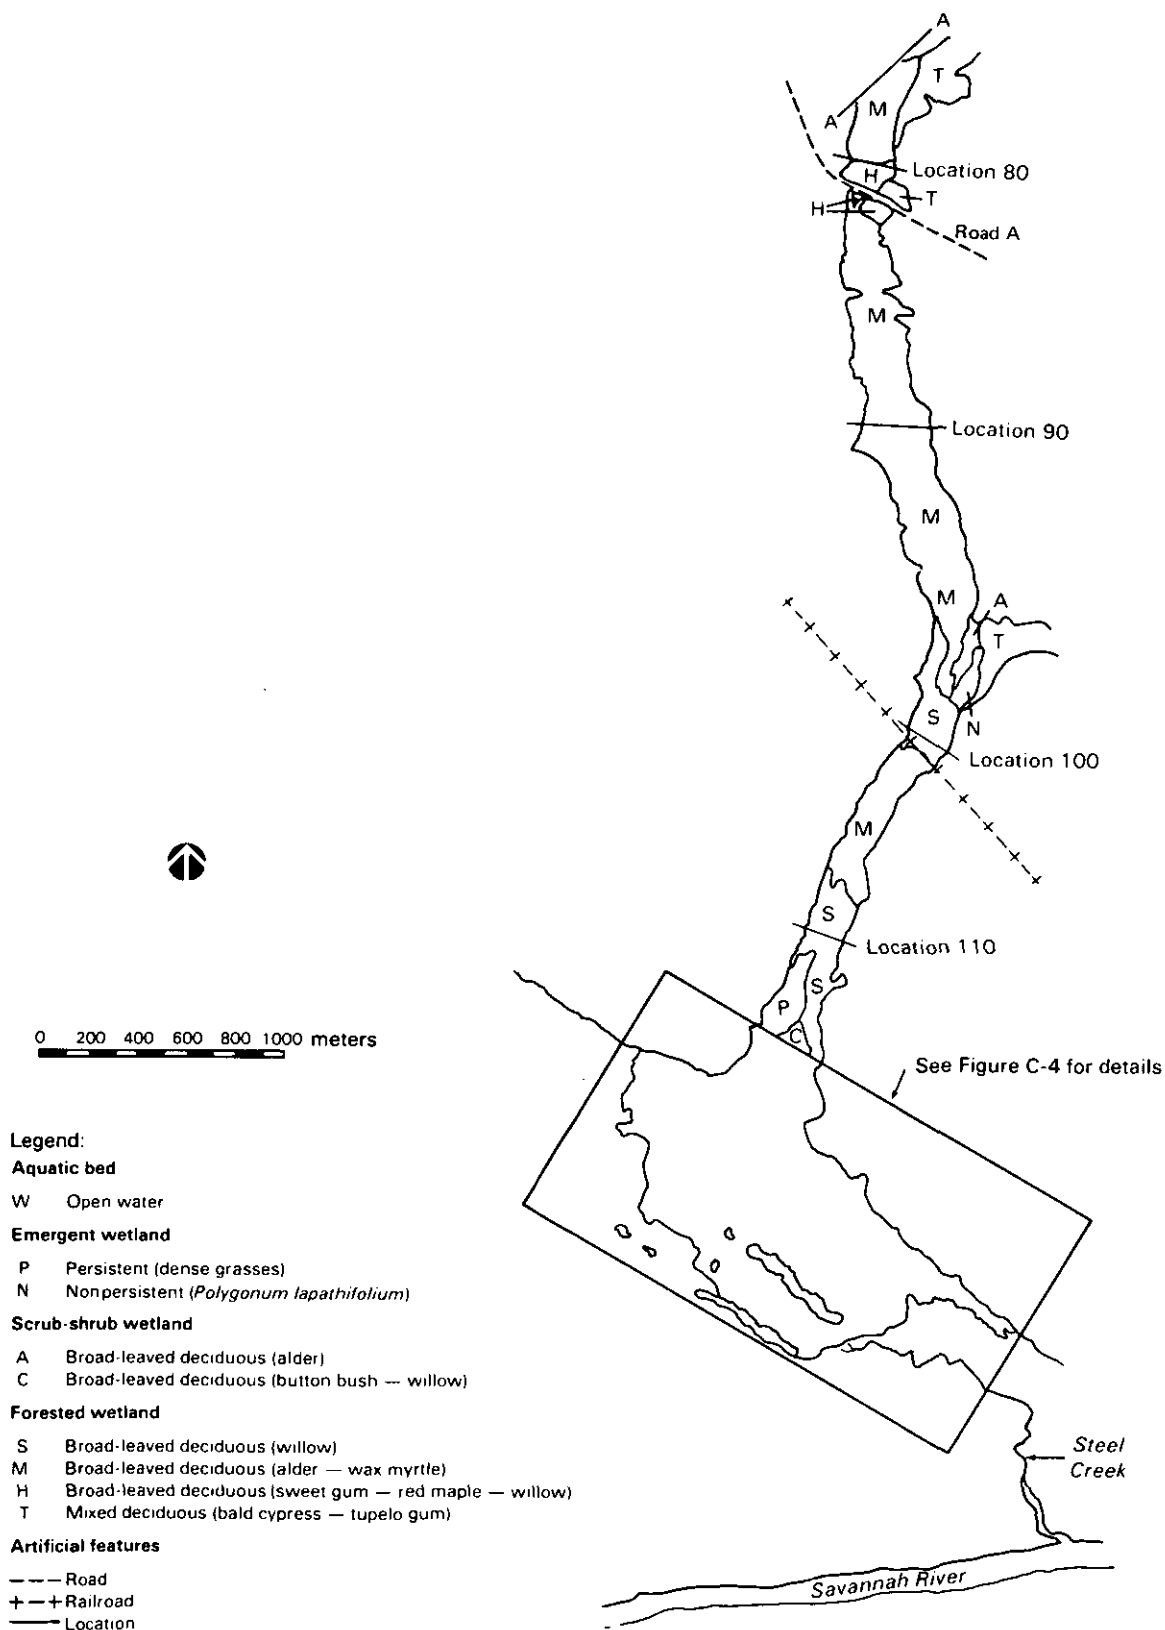 A
T
M
A
Location 80
H
T
H
Road A
M
Location 90
M
M
A
T
S
N
Location 100
M
S
Location 110
S
P
C
0 200 400 600 800 1000 meters
See Figure C-4 for details
Legend:
Aquatic bed
W Open water
Emergent wetland
P Persistent (dense grasses)
N Nonpersistent (Polygonum lapathifolium)
Scrub-shrub wetland
A Broad-leaved deciduous (alder)
C Broad-leaved deciduous (button bush — willow)
Forested wetland
S Broad-leaved deciduous (willow)
M Broad-leaved deciduous (alder — wax myrtle)
H Broad-leaved deciduous (sweet gum — red maple — willow)
T Mixed deciduous (bald cypress — tupelo gum)
Artificial features
Road
Railroad
Location
Steel
Creek
Savannah River